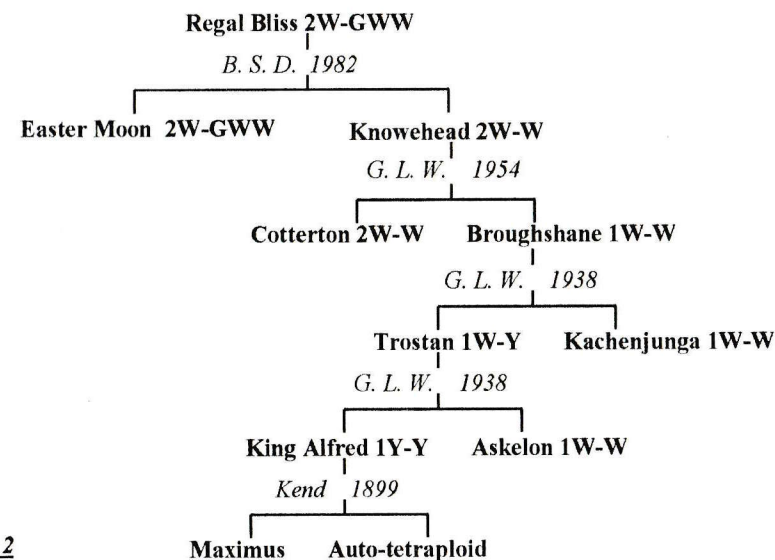 Regal Bliss 2W-GWW
B. S. D. 1982
Easter Moon 2W-GWW Knowehead 2W-W
G. L. W. 1954
Cotterton 2W-W Broughshane 1W-W
G. L. W. 1938
Trostan 1W-Y Kachenjunga 1W-W
G. L. W. 1938
King Alfred 1Y-Y Askelon 1W-W
Kend 1899
2 Maximus Auto-tetraploid